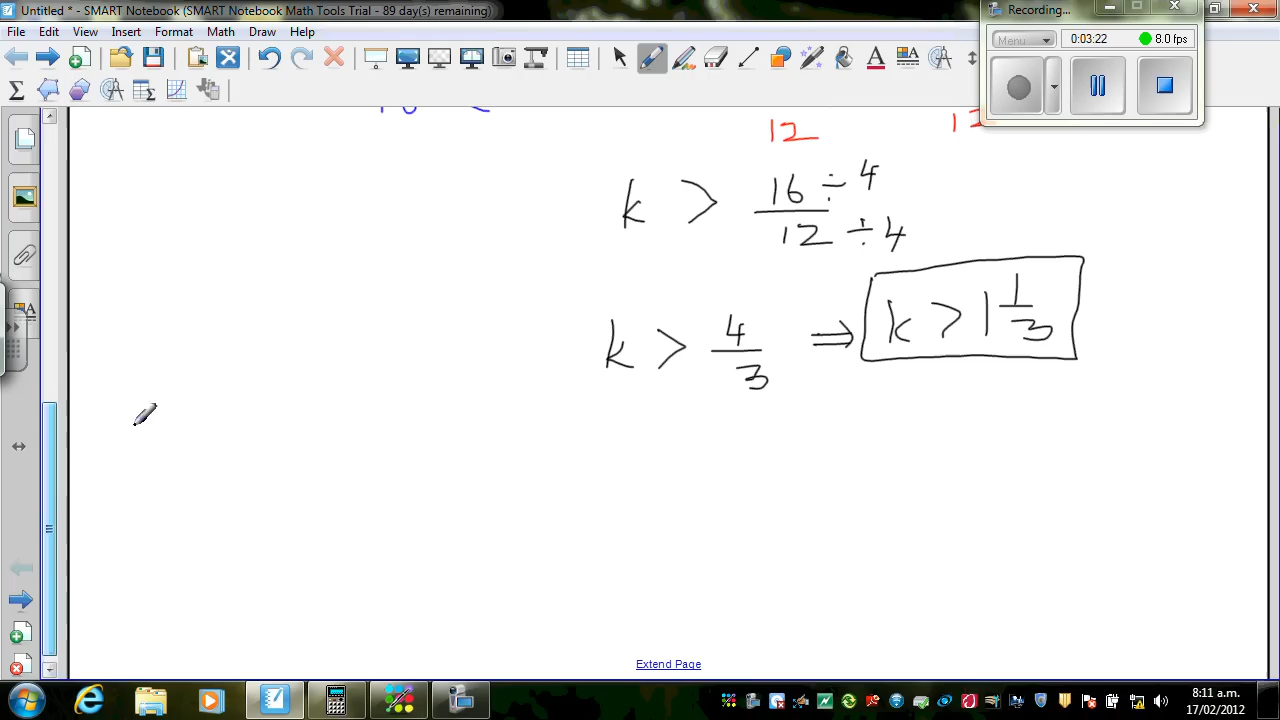 Untitled * - SMART Notebook (SMART Notebook Math Tools Trial - 89 day(s) remaining)
Recording...
File Edit View Insert Format Math Draw Help
Menu
0:03:22
8.0 fps
12
12
k > 16 ÷ 4
12 ÷ 4
k > 4/3 ⇒ k > 1 1/3
Extend Page
8:11 a.m.
17/02/2012